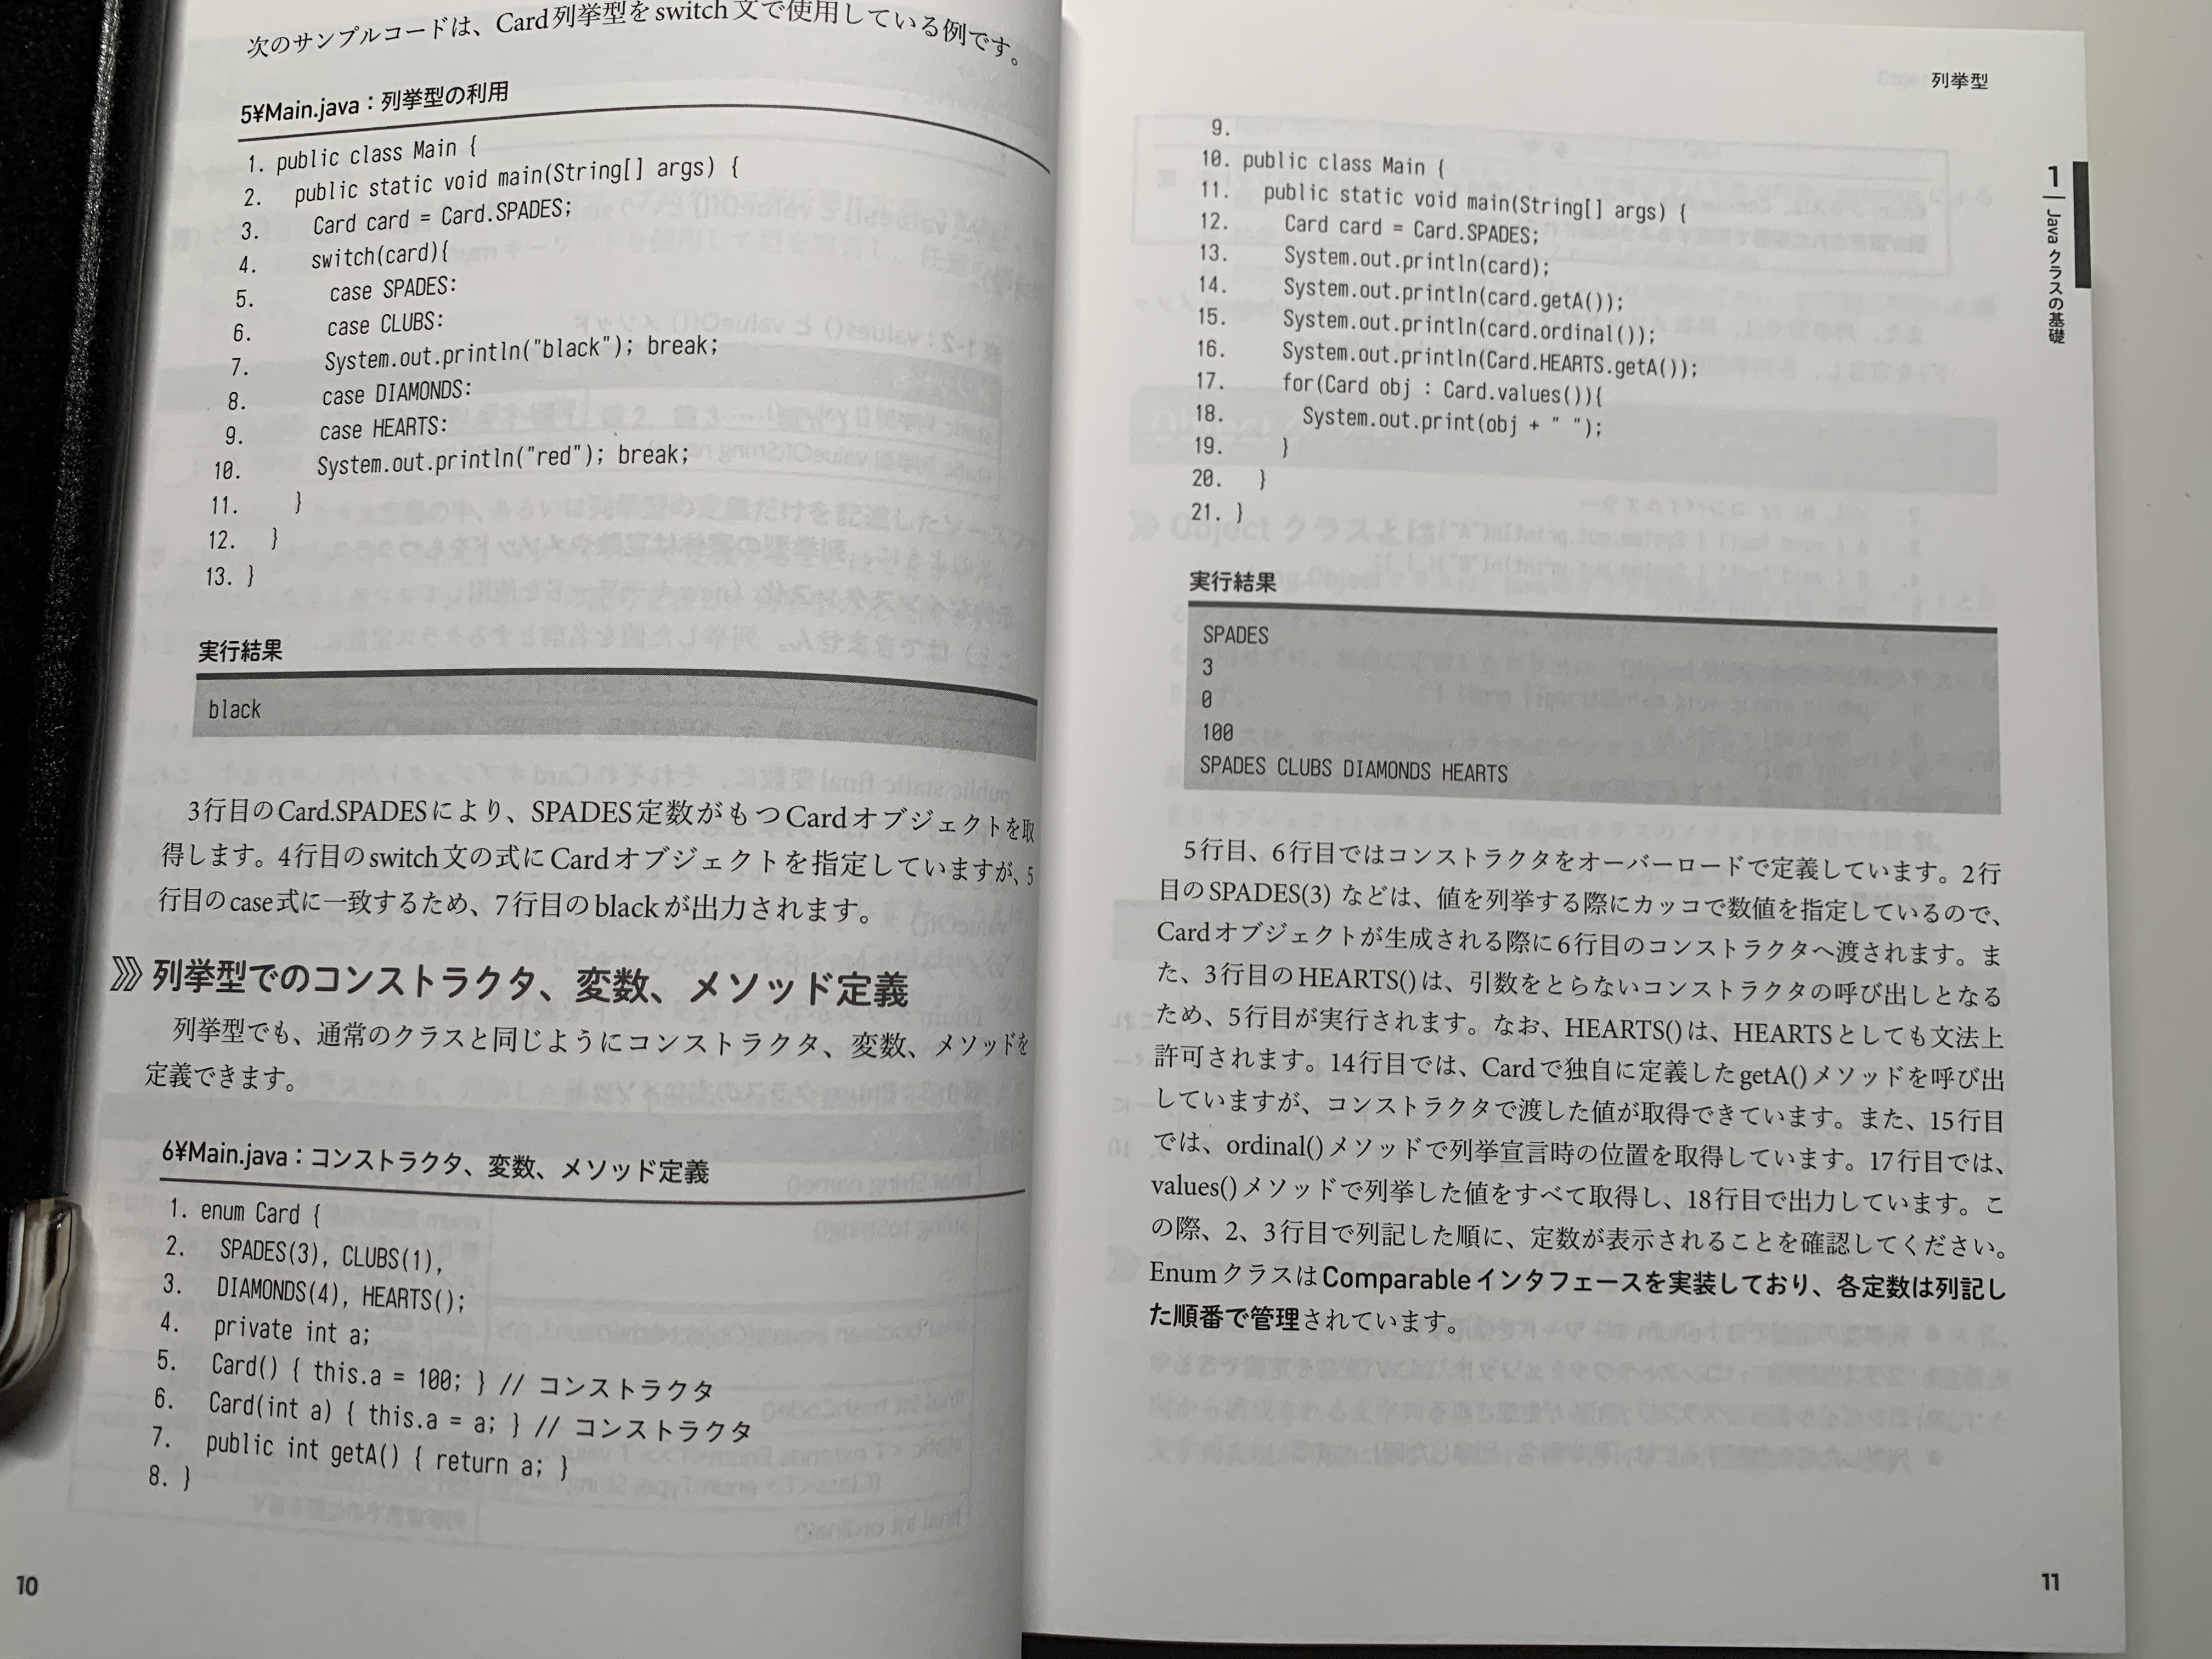 次のサンプルコードは、Card列挙型をswitch文で使用している例です。
5¥Main.java：列挙型の利用
1. public class Main {
2.   public static void main(String[] args) {
3.     Card card = Card.SPADES;
4.     switch(card){
5.       case SPADES:
6.       case CLUBS:
7.       System.out.println("black"); break;
8.       case DIAMONDS:
9.       case HEARTS:
10.       System.out.println("red"); break;
11.     }
12.   }
13. }
実行結果
black
3行目のCard.SPADESにより、SPADES定数がもつCardオブジェクトを取
得します。4行目のswitch文の式にCardオブジェクトを指定していますが、5
行目のcase式に一致するため、7行目のblackが出力されます。
列挙型でのコンストラクタ、変数、メソッド定義
列挙型でも、通常のクラスと同じようにコンストラクタ、変数、メソッドを
定義できます。
6¥Main.java：コンストラクタ、変数、メソッド定義
1. enum Card {
2.   SPADES(3), CLUBS(1),
3.   DIAMONDS(4), HEARTS();
4.   private int a;
5.   Card() { this.a = 100; } // コンストラクタ
6.   Card(int a) { this.a = a; } // コンストラクタ
7.   public int getA() { return a; }
8. }
10
列挙型
1 Javaクラスの基礎
9.
10. public class Main {
11.   public static void main(String[] args) {
12.     Card card = Card.SPADES;
13.     System.out.println(card);
14.     System.out.println(card.getA());
15.     System.out.println(card.ordinal());
16.     System.out.println(Card.HEARTS.getA());
17.     for(Card obj : Card.values()){
18.       System.out.print(obj + " ");
19.     }
20.   }
21. }
実行結果
SPADES
3
0
100
SPADES CLUBS DIAMONDS HEARTS
5行目、6行目ではコンストラクタをオーバーロードで定義しています。2行
目のSPADES(3) などは、値を列挙する際にカッコで数値を指定しているので、
Cardオブジェクトが生成される際に6行目のコンストラクタへ渡されます。ま
た、3行目のHEARTS()は、引数をとらないコンストラクタの呼び出しとなる
ため、5行目が実行されます。なお、HEARTS()は、HEARTSとしても文法上
許可されます。14行目では、Cardで独自に定義したgetA()メソッドを呼び出
していますが、コンストラクタで渡した値が取得できています。また、15行目
では、ordinal()メソッドで列挙宣言時の位置を取得しています。17行目では、
values()メソッドで列挙した値をすべて取得し、18行目で出力しています。こ
の際、2、3行目で列記した順に、定数が表示されることを確認してください。
EnumクラスはComparableインタフェースを実装しており、各定数は列記し
た順番で管理されています。
11